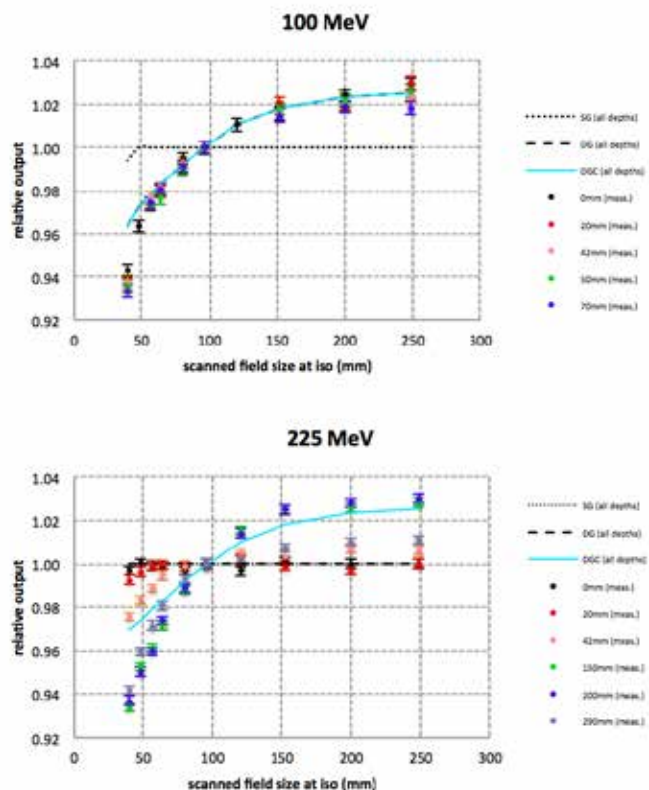 100 MeV
1.04
1.02
1.00
0.98
0.96
0.94
0.92
relative output
0 50 100 150 200 250 300
scanned field size at iso (mm)
SG (all depths)
DG (all depths)
DGC (all depths)
0mm (meas.)
20mm (meas.)
42mm (meas.)
50mm (meas.)
70mm (meas.)
225 MeV
1.04
1.02
1.00
0.98
0.96
0.94
0.92
relative output
0 50 100 150 200 250 300
scanned field size at iso (mm)
SG (all depths)
DG (all depths)
DGC (all depths)
0mm (meas.)
20mm (meas.)
42mm (meas.)
150mm (meas.)
200mm (meas.)
290mm (meas.)